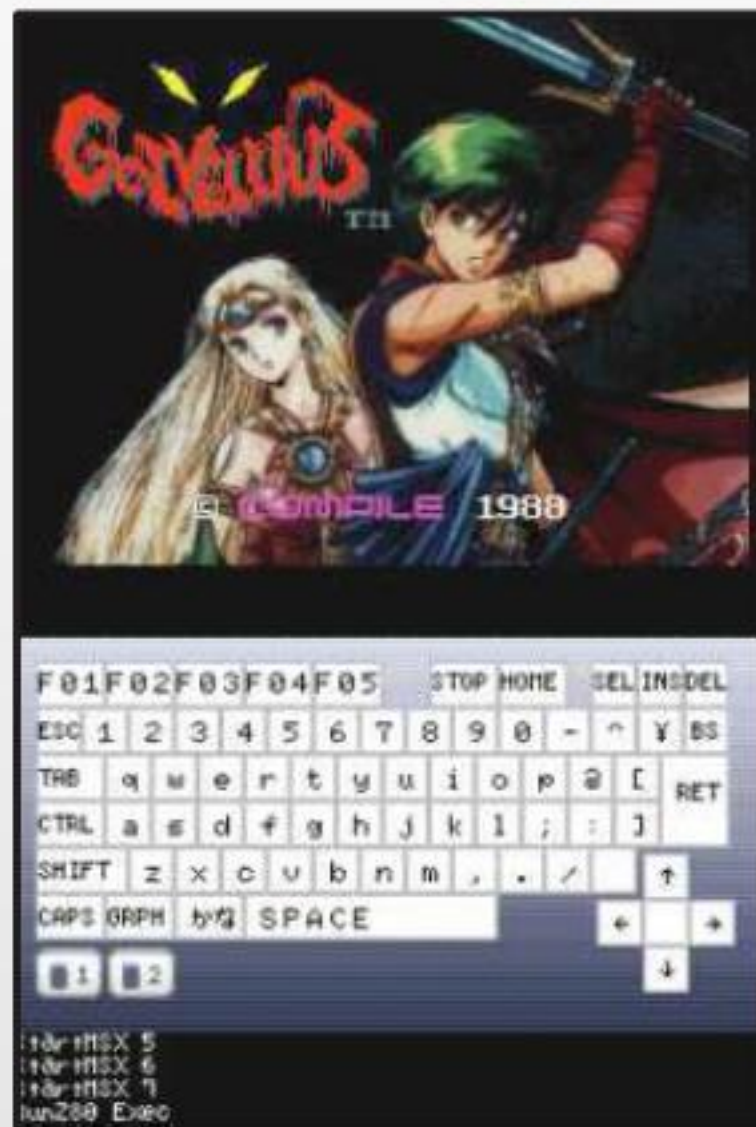 GODVELLIUS
TM
© COMPILE 1988
F01 F02 F03 F04 F05 STOP HOME SEL INS DEL
ESC 1 2 3 4 5 6 7 8 9 0 - ^ ¥ BS
TAB q w e r t y u i o p @ [ RET
CTRL a s d f g h j k l ; : ]
SHIFT z x c v b n m , . / ↑
CAPS GRPH かな SPACE ← →
1 2 ↓
StartMSX 5
StartMSX 6
StartMSX 7
RunZ80 Exec